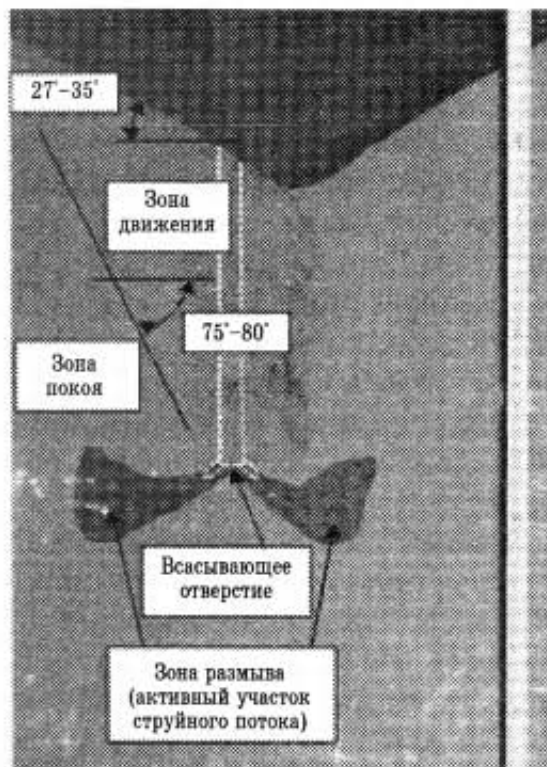 27°–35°
Зона
движения
75°–80°
Зона
покоя
Всасывающее
отверстие
Зона размыва
(активный участок
струйного потока)